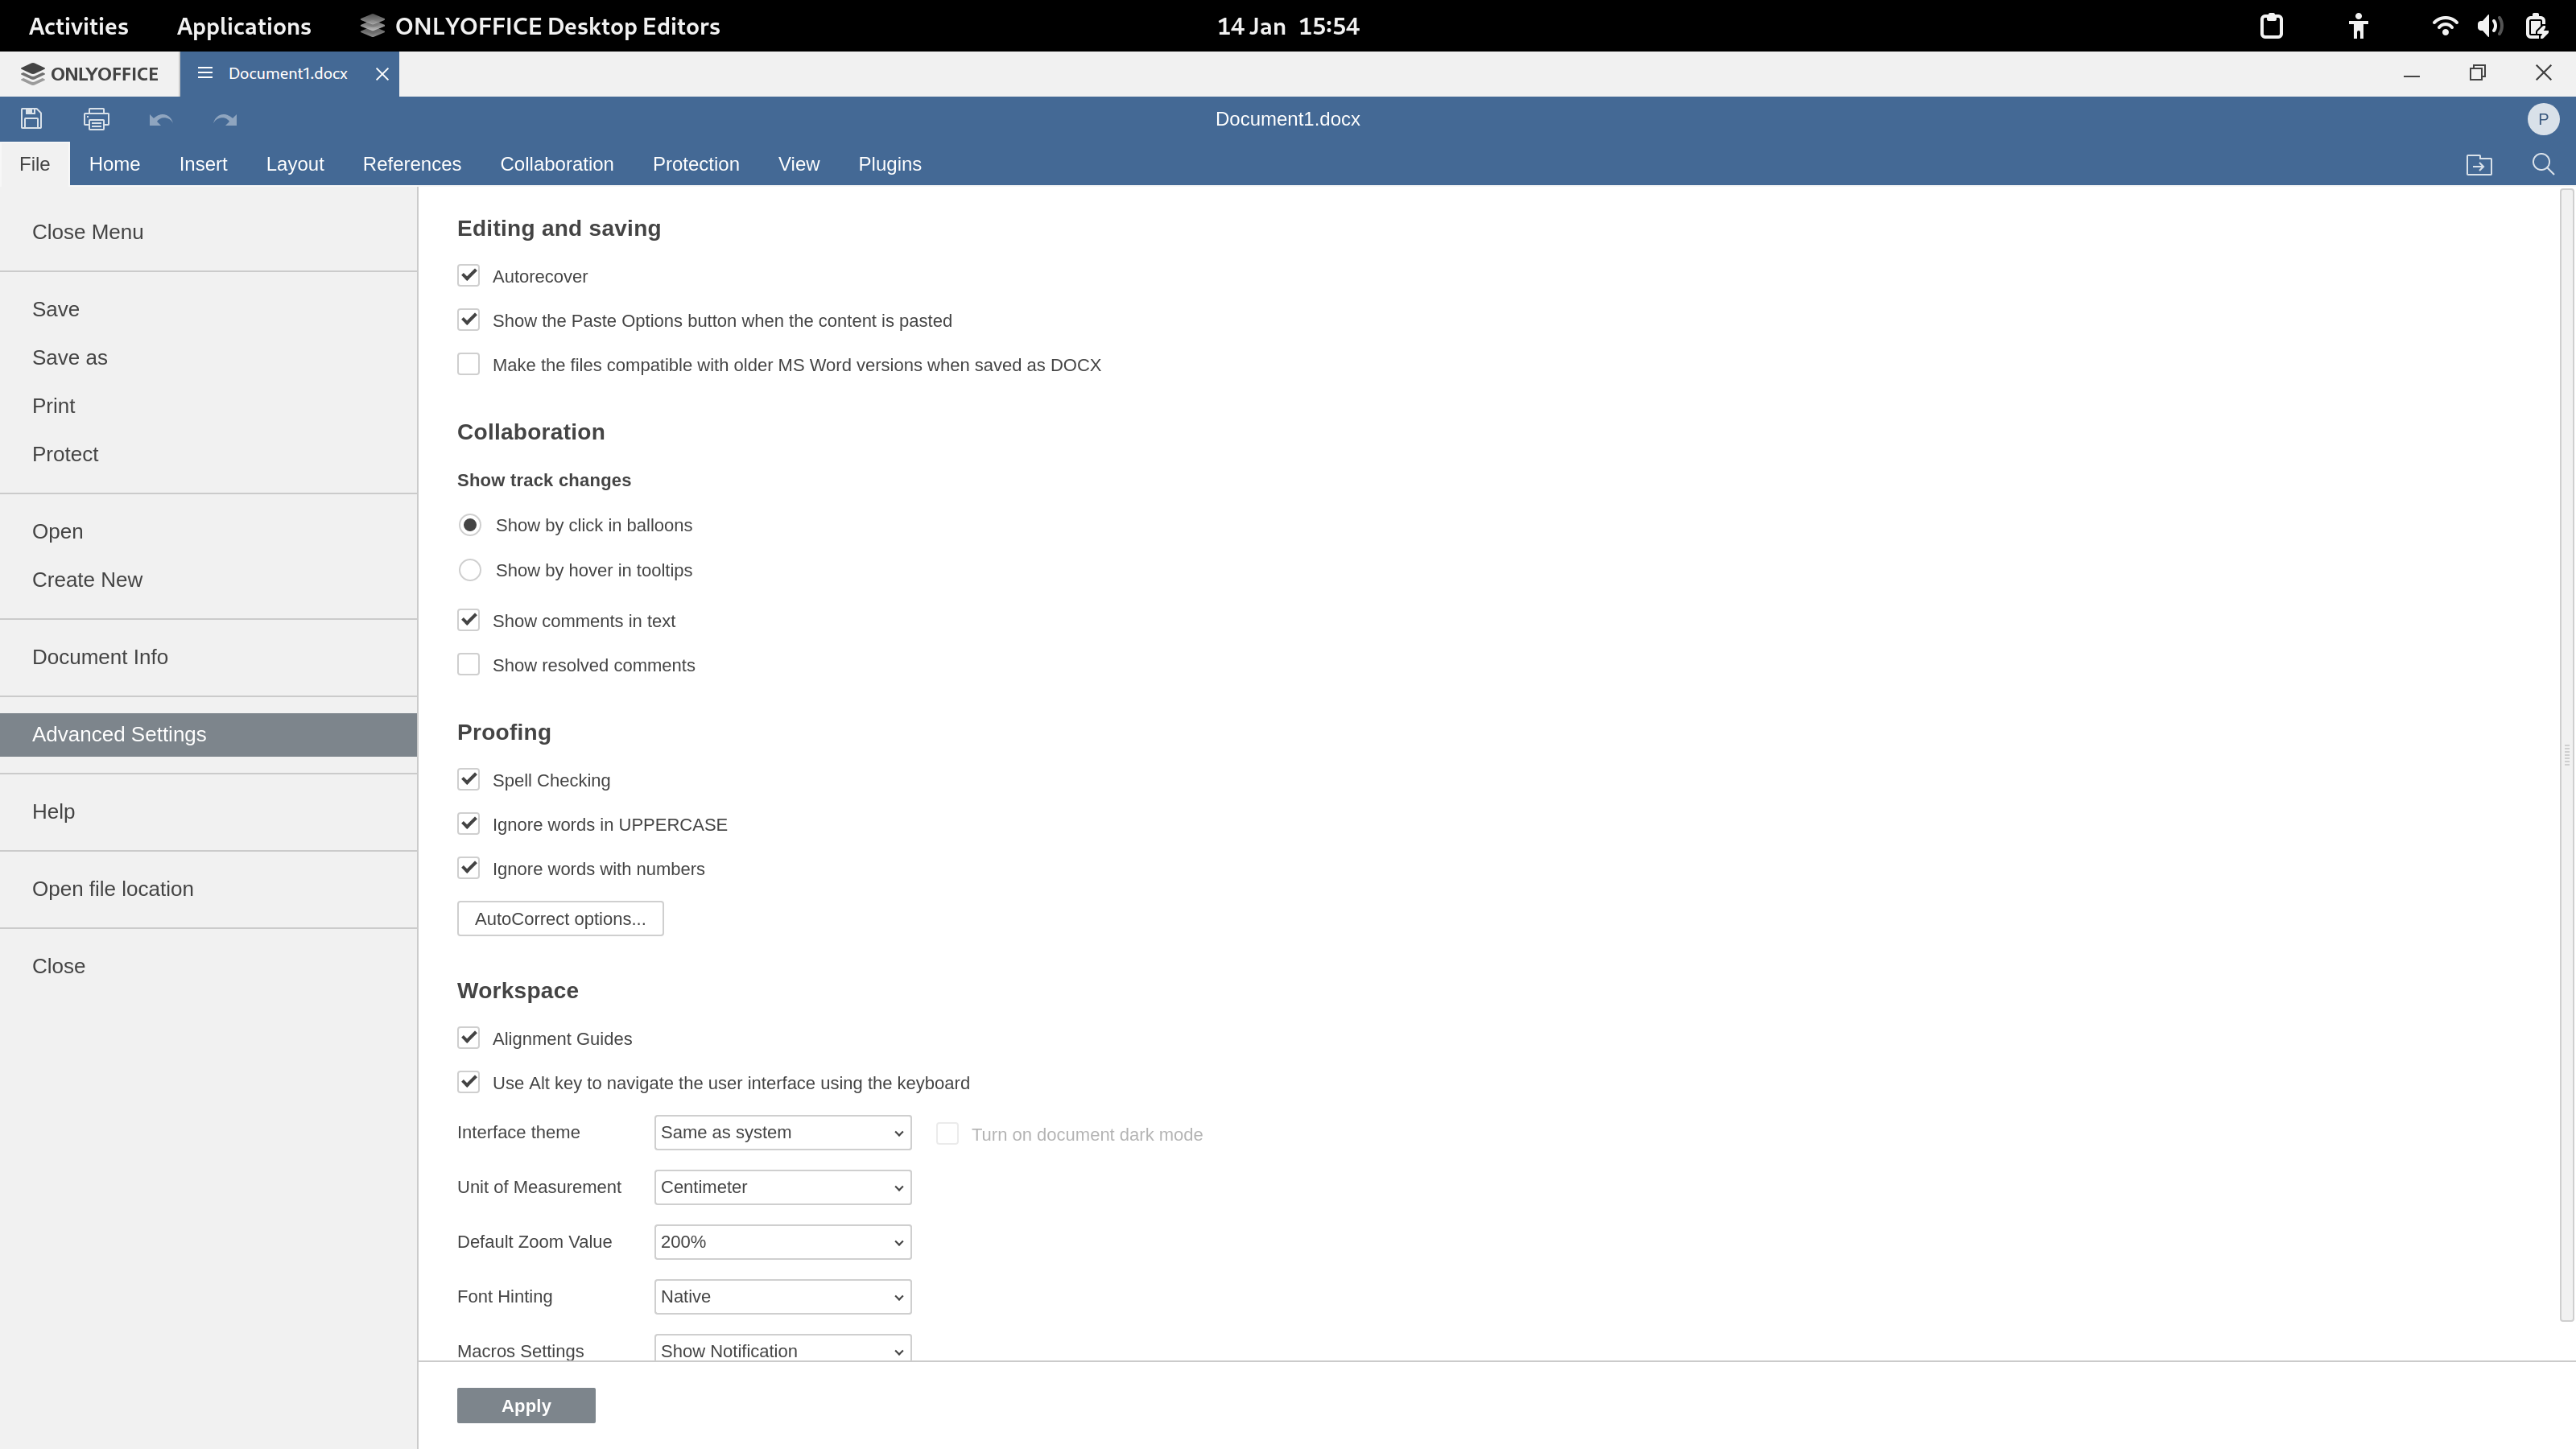 Activities Applications ONLYOFFICE Desktop Editors 14 Jan 15:54
ONLYOFFICE Document1.docx
Document1.docx P
File Home Insert Layout References Collaboration View Plugins
Close Menu
Save
Save as
Print
Protect
Open
Create New
Document Info
Advanced Settings
Help
Open file location
Close
Editing and saving
Autorecover
Show the Paste Options button when the content is pasted
Make the files compatible with older MS Word versions when saved as DOCX
Collaboration
Show track changes
Show by click in balloons
Show by hover in tooltips
Show comments in text
Show resolved comments
Proofing
Spell Checking
Ignore words in UPPERCASE
Ignore words with numbers
AutoCorrect options...
Workspace
Alignment Guides
Use Alt key to navigate the user interface using the keyboard
Interface theme Same as system Turn on document dark mode
Unit of Measurement Centimeter
Default Zoom Value 200%
Font Hinting Native
Macros Settings Show Notification
Apply